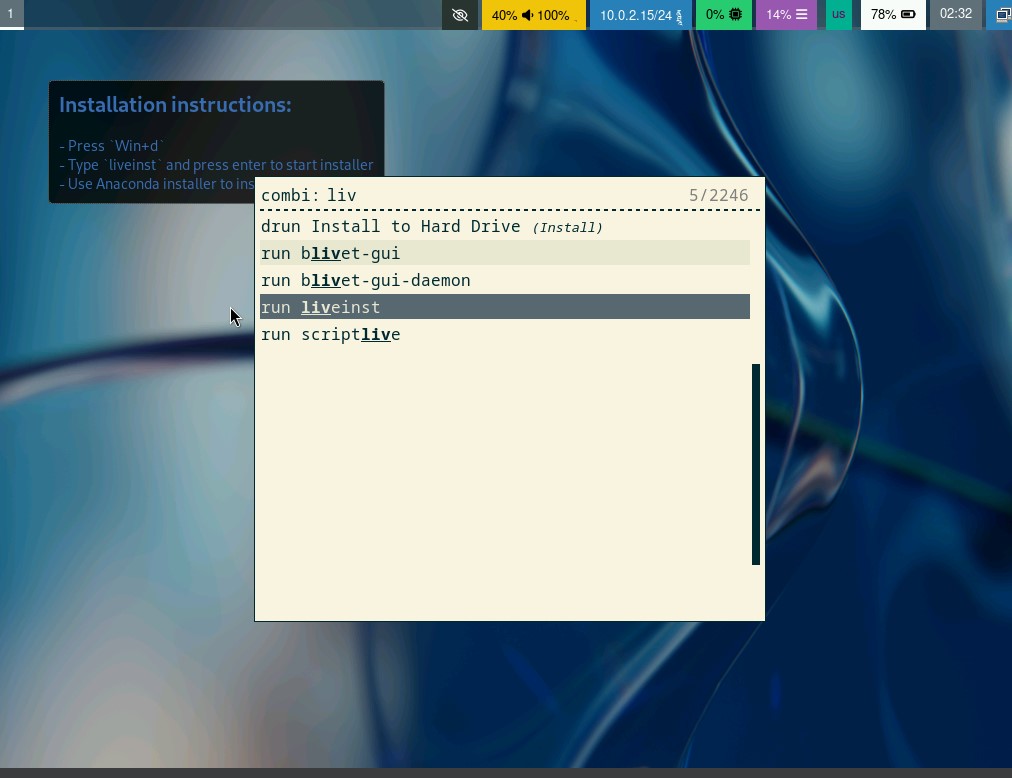 1
40% 100%
10.0.2.15/24
0%
14%
us
78%
02:32
Installation instructions:
- Press `Win+d`
- Type `liveinst` and press enter to start installer
- Use Anaconda installer to ins
combi: liv 5/2246
drun Install to Hard Drive (Install)
run blivet-gui
run blivet-gui-daemon
run liveinst
run scriptlive